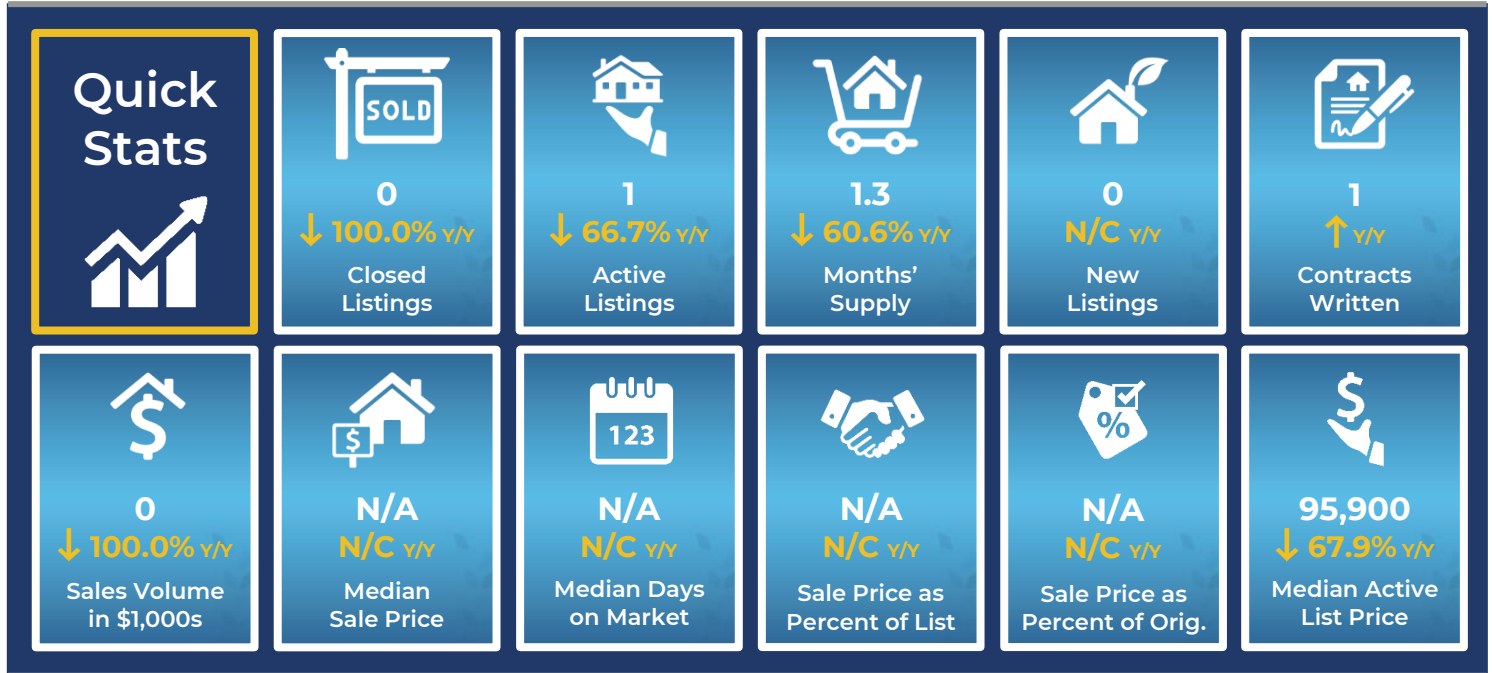 Quick
Stats
SOLD
0
↓ 100.0% Y/Y
Closed
Listings
1
↓ 66.7% Y/Y
Active
Listings
1.3
↓ 60.6% Y/Y
Months’
Supply
0
N/C Y/Y
New
Listings
1
↑ Y/Y
Contracts
Written
$
0
↓ 100.0% Y/Y
Sales Volume
in $1,000s
$
N/A
N/C Y/Y
Median
Sale Price
123
N/A
N/C Y/Y
Median Days
on Market
N/A
N/C Y/Y
Sale Price as
Percent of List
%
N/A
N/C Y/Y
Sale Price as
Percent of Orig.
$
95,900
↓ 67.9% Y/Y
Median Active
List Price